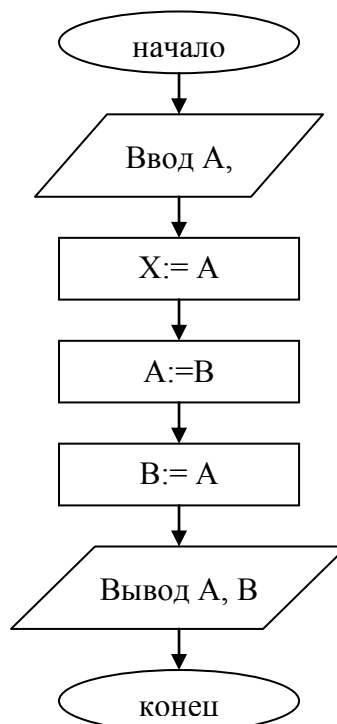 начало
Ввод А,
Х:= А
А:=В
В:= А
Вывод А, В
конец